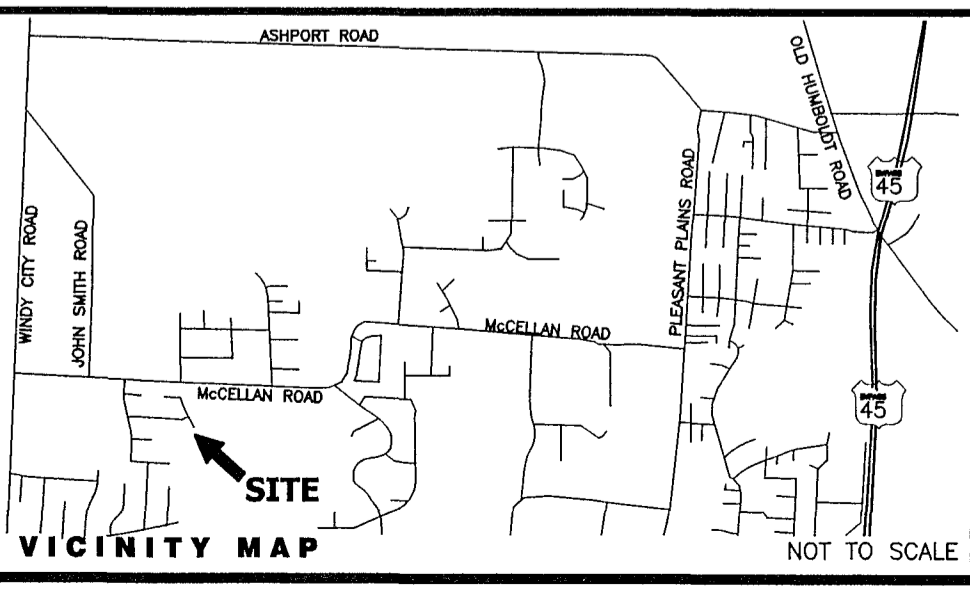 ASHPORT ROAD
OLD HUMBOLDT ROAD
45
WINDY CITY ROAD
JOHN SMITH ROAD
PLEASANT PLAINS ROAD
McCELLAN ROAD
McCELLAN ROAD
45
SITE
VICINITY MAP
NOT TO SCALE